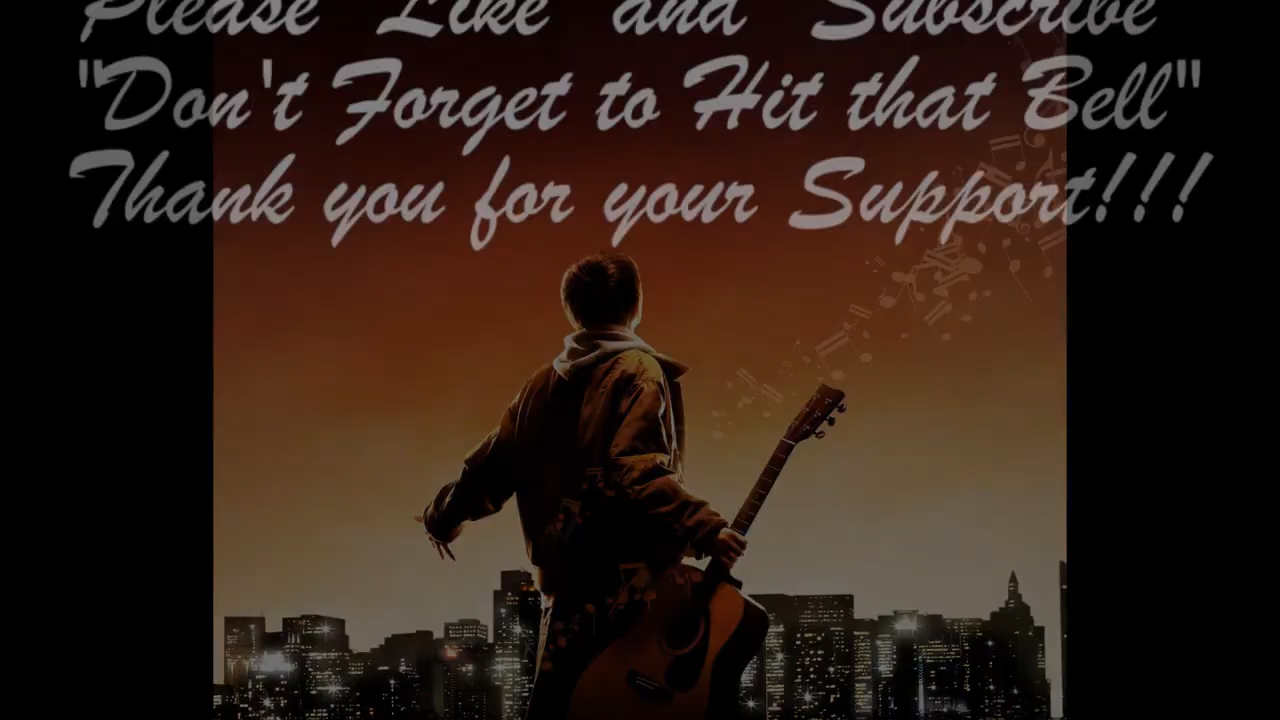 Please "Like" and "Subscribe"
"Don't Forget to Hit that Bell"
Thank you for your Support!!!